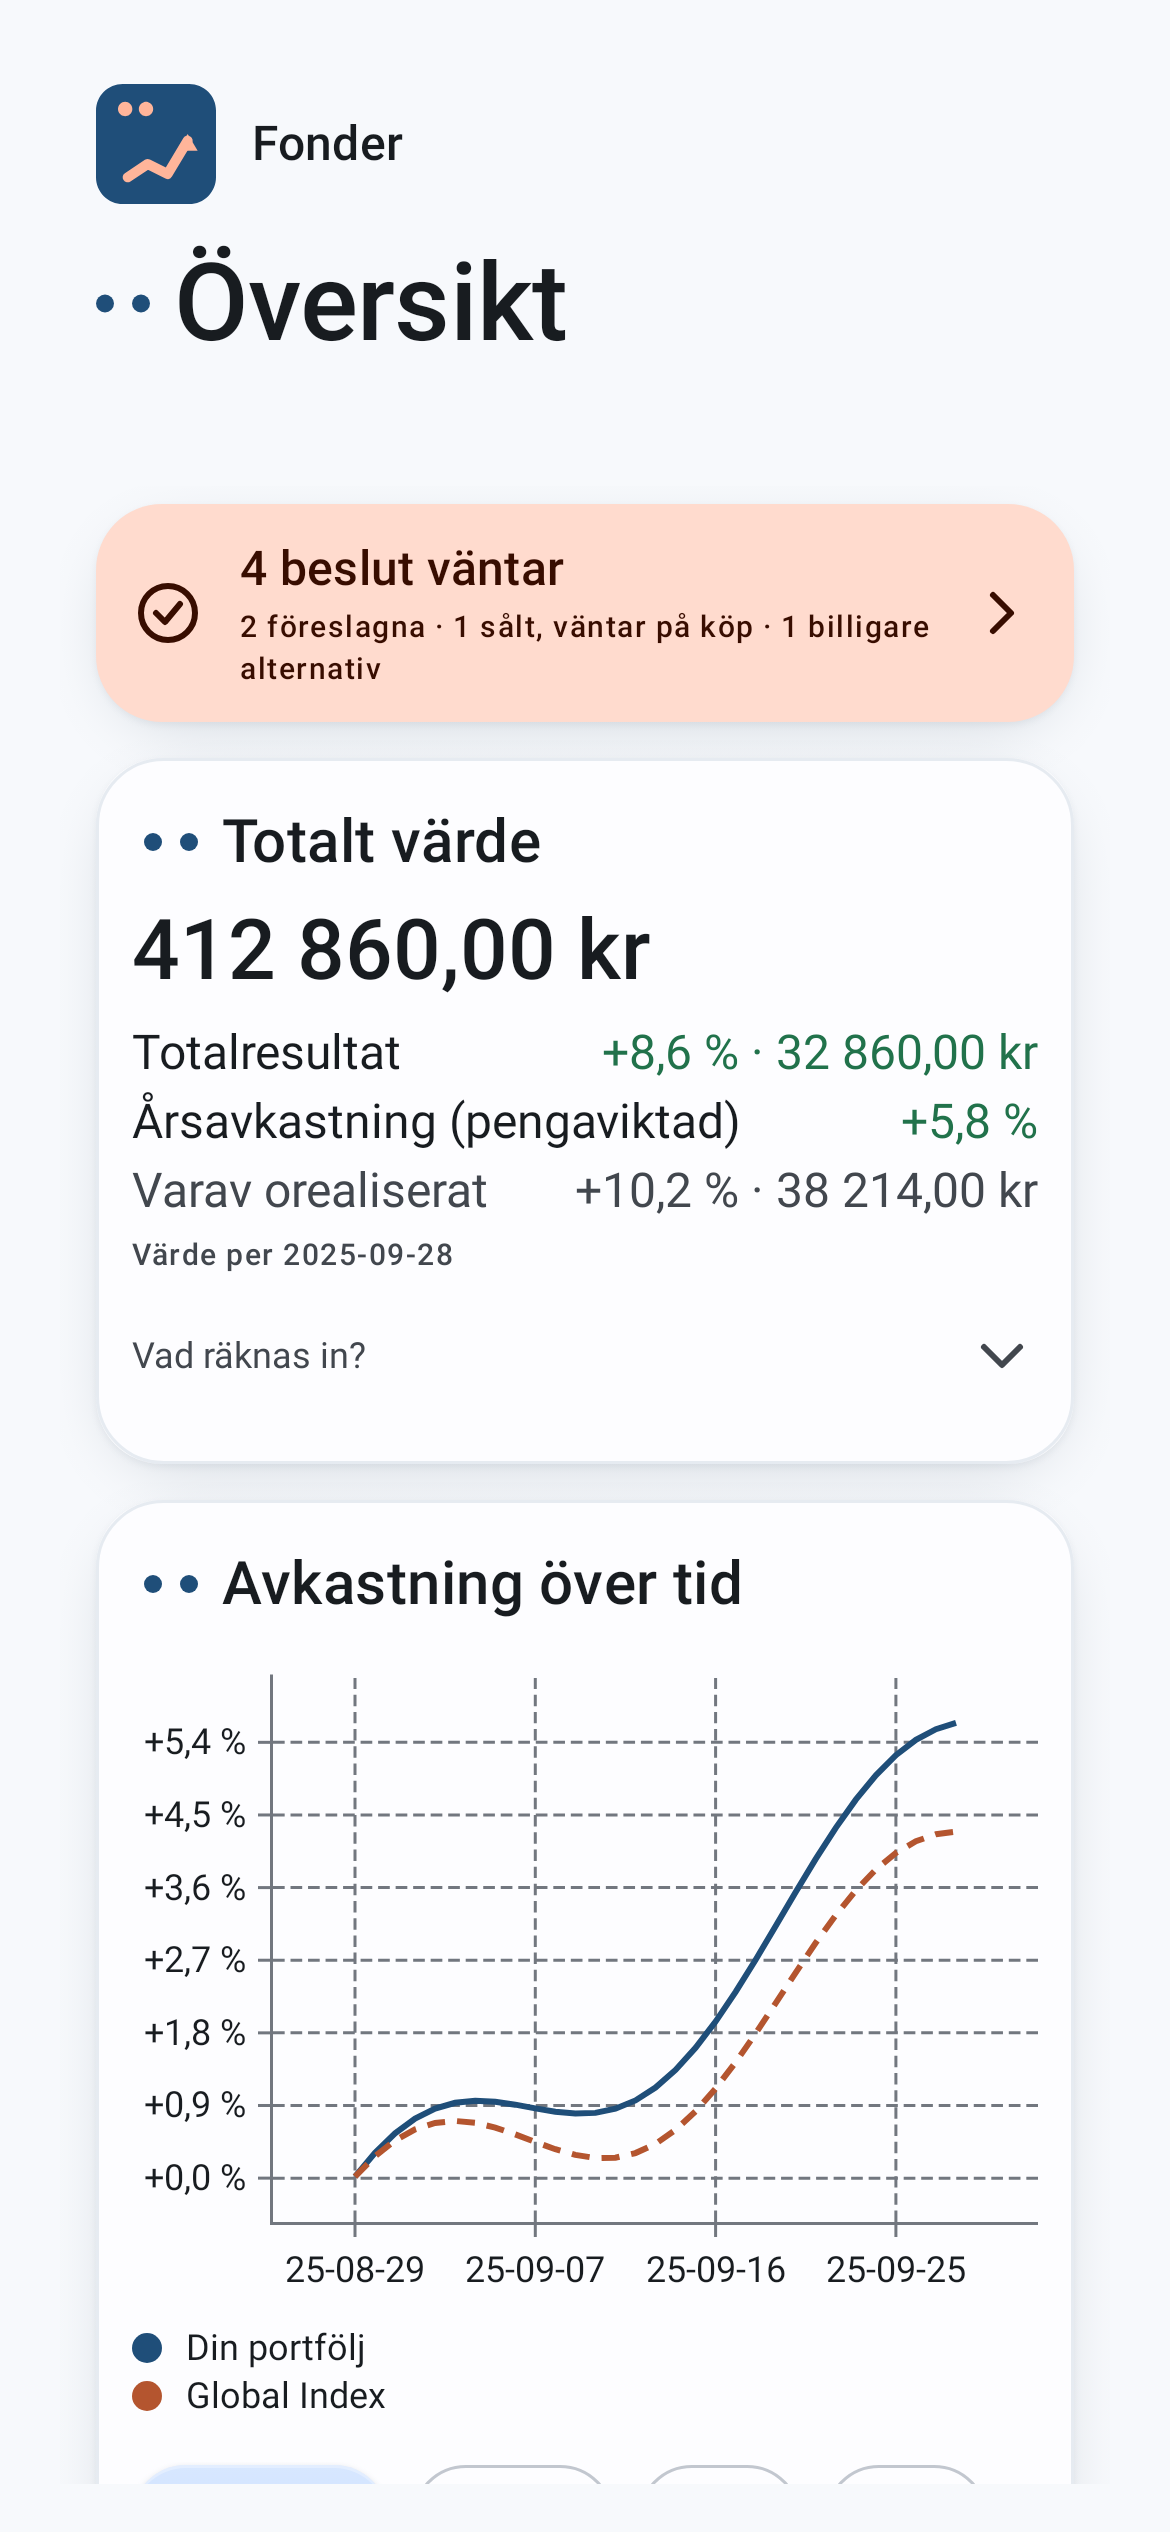 Fonder
Översikt
4 beslut väntar
2 föreslagna · 1 sålt, väntar på köp · 1 billigare
alternativ
Totalt värde
412 860,00 kr
Totalresultat +8,6 % · 32 860,00 kr
Årsavkastning (pengaviktad) +5,8 %
Varav orealiserat +10,2 % · 38 214,00 kr
Värde per 2025-09-28
Vad räknas in?
Avkastning över tid
+5,4 %
+4,5 %
+3,6 %
+2,7 %
+1,8 %
+0,9 %
+0,0 %
25-08-29 25-09-07 25-09-16 25-09-25
Din portfölj
Global Index